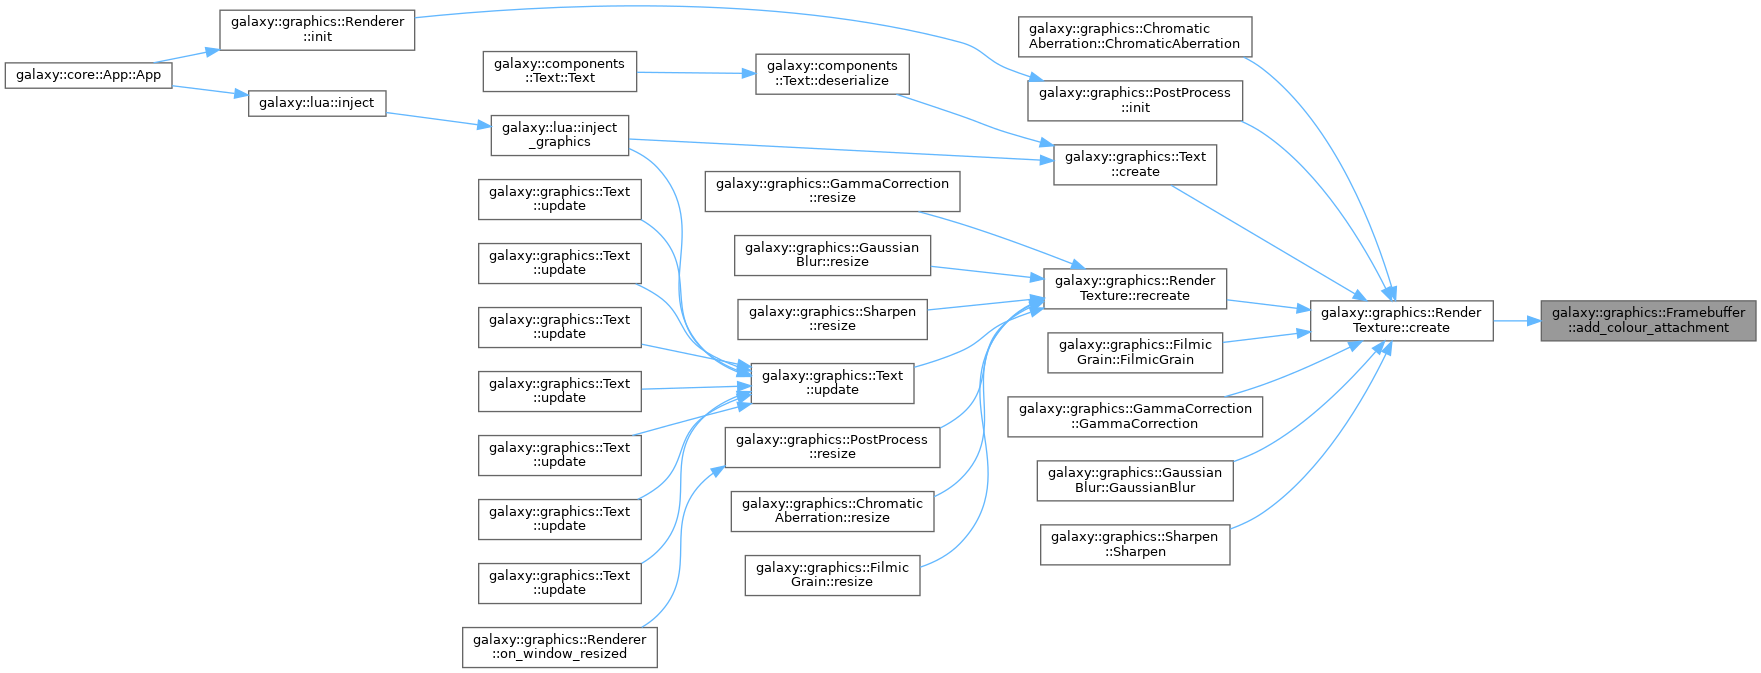 galaxy::core::App::App
galaxy::graphics::Renderer
::init
galaxy::lua::inject
galaxy::components
::Text::Text
galaxy::lua::inject
_graphics
galaxy::graphics::Text
::update
galaxy::graphics::Text
::update
galaxy::graphics::Text
::update
galaxy::graphics::Text
::update
galaxy::graphics::Text
::update
galaxy::graphics::Text
::update
galaxy::graphics::Text
::update
galaxy::graphics::Renderer
::on_window_resized
galaxy::components
::Text::deserialize
galaxy::graphics::GammaCorrection
::resize
galaxy::graphics::Gaussian
Blur::resize
galaxy::graphics::Sharpen
::resize
galaxy::graphics::Text
::update
galaxy::graphics::PostProcess
::resize
galaxy::graphics::Chromatic
Aberration::resize
galaxy::graphics::Filmic
Grain::resize
galaxy::graphics::Chromatic
Aberration::ChromaticAberration
galaxy::graphics::PostProcess
::init
galaxy::graphics::Text
::create
galaxy::graphics::Render
Texture::recreate
galaxy::graphics::Filmic
Grain::FilmicGrain
galaxy::graphics::GammaCorrection
::GammaCorrection
galaxy::graphics::Gaussian
Blur::GaussianBlur
galaxy::graphics::Sharpen
::Sharpen
galaxy::graphics::Render
Texture::create
galaxy::graphics::Framebuffer
::add_colour_attachment